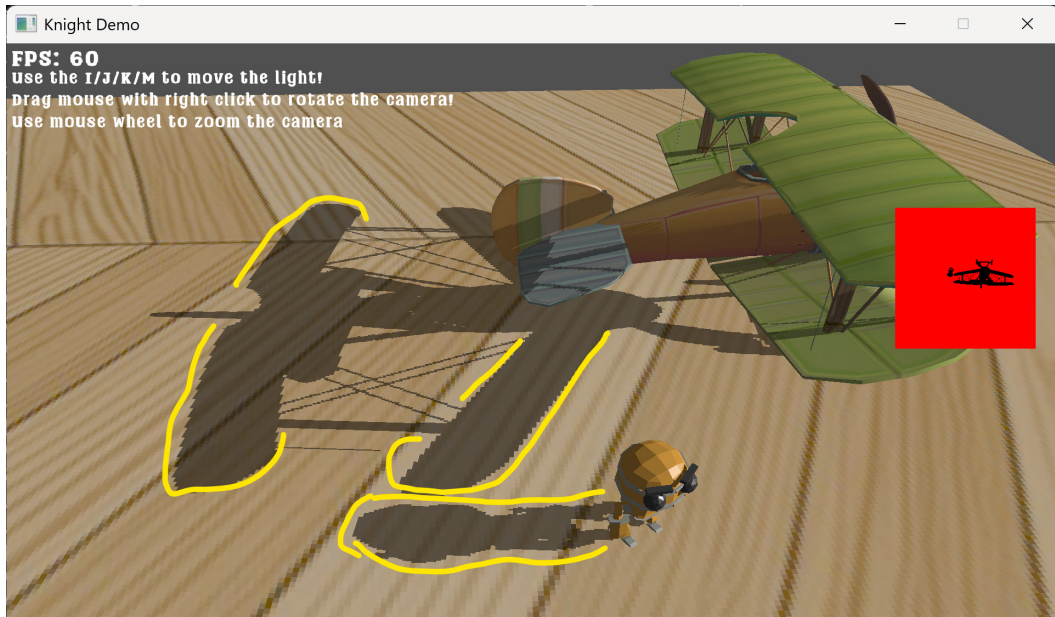 Knight Demo
FPS: 60
Use the I/J/K/M to move the light!
Drag mouse with right click to rotate the camera!
Use mouse wheel to zoom the camera